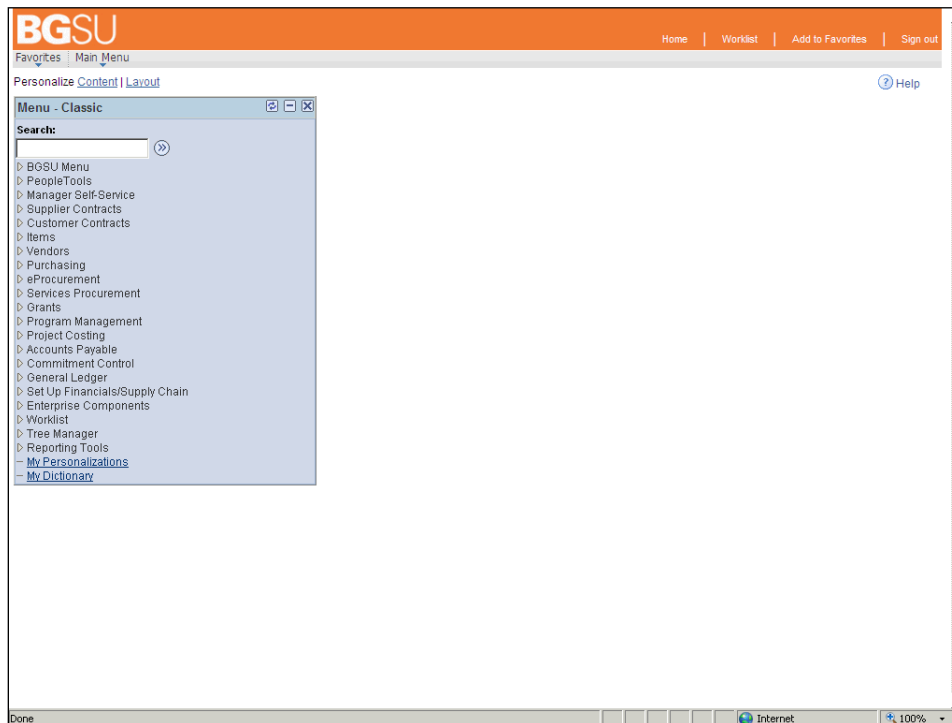 BGSU
Home | Worklist | Add to Favorites | Sign out
Favorites Main Menu
Personalize Content | Layout
Help
Menu - Classic
Search:
BGSU Menu
PeopleTools
Manager Self-Service
Supplier Contracts
Customer Contracts
Items
Vendors
Purchasing
eProcurement
Services Procurement
Grants
Program Management
Project Costing
Accounts Payable
Commitment Control
General Ledger
Set Up Financials/Supply Chain
Enterprise Components
Worklist
Tree Manager
Reporting Tools
My Personalizations
My Dictionary
Done Internet 100%